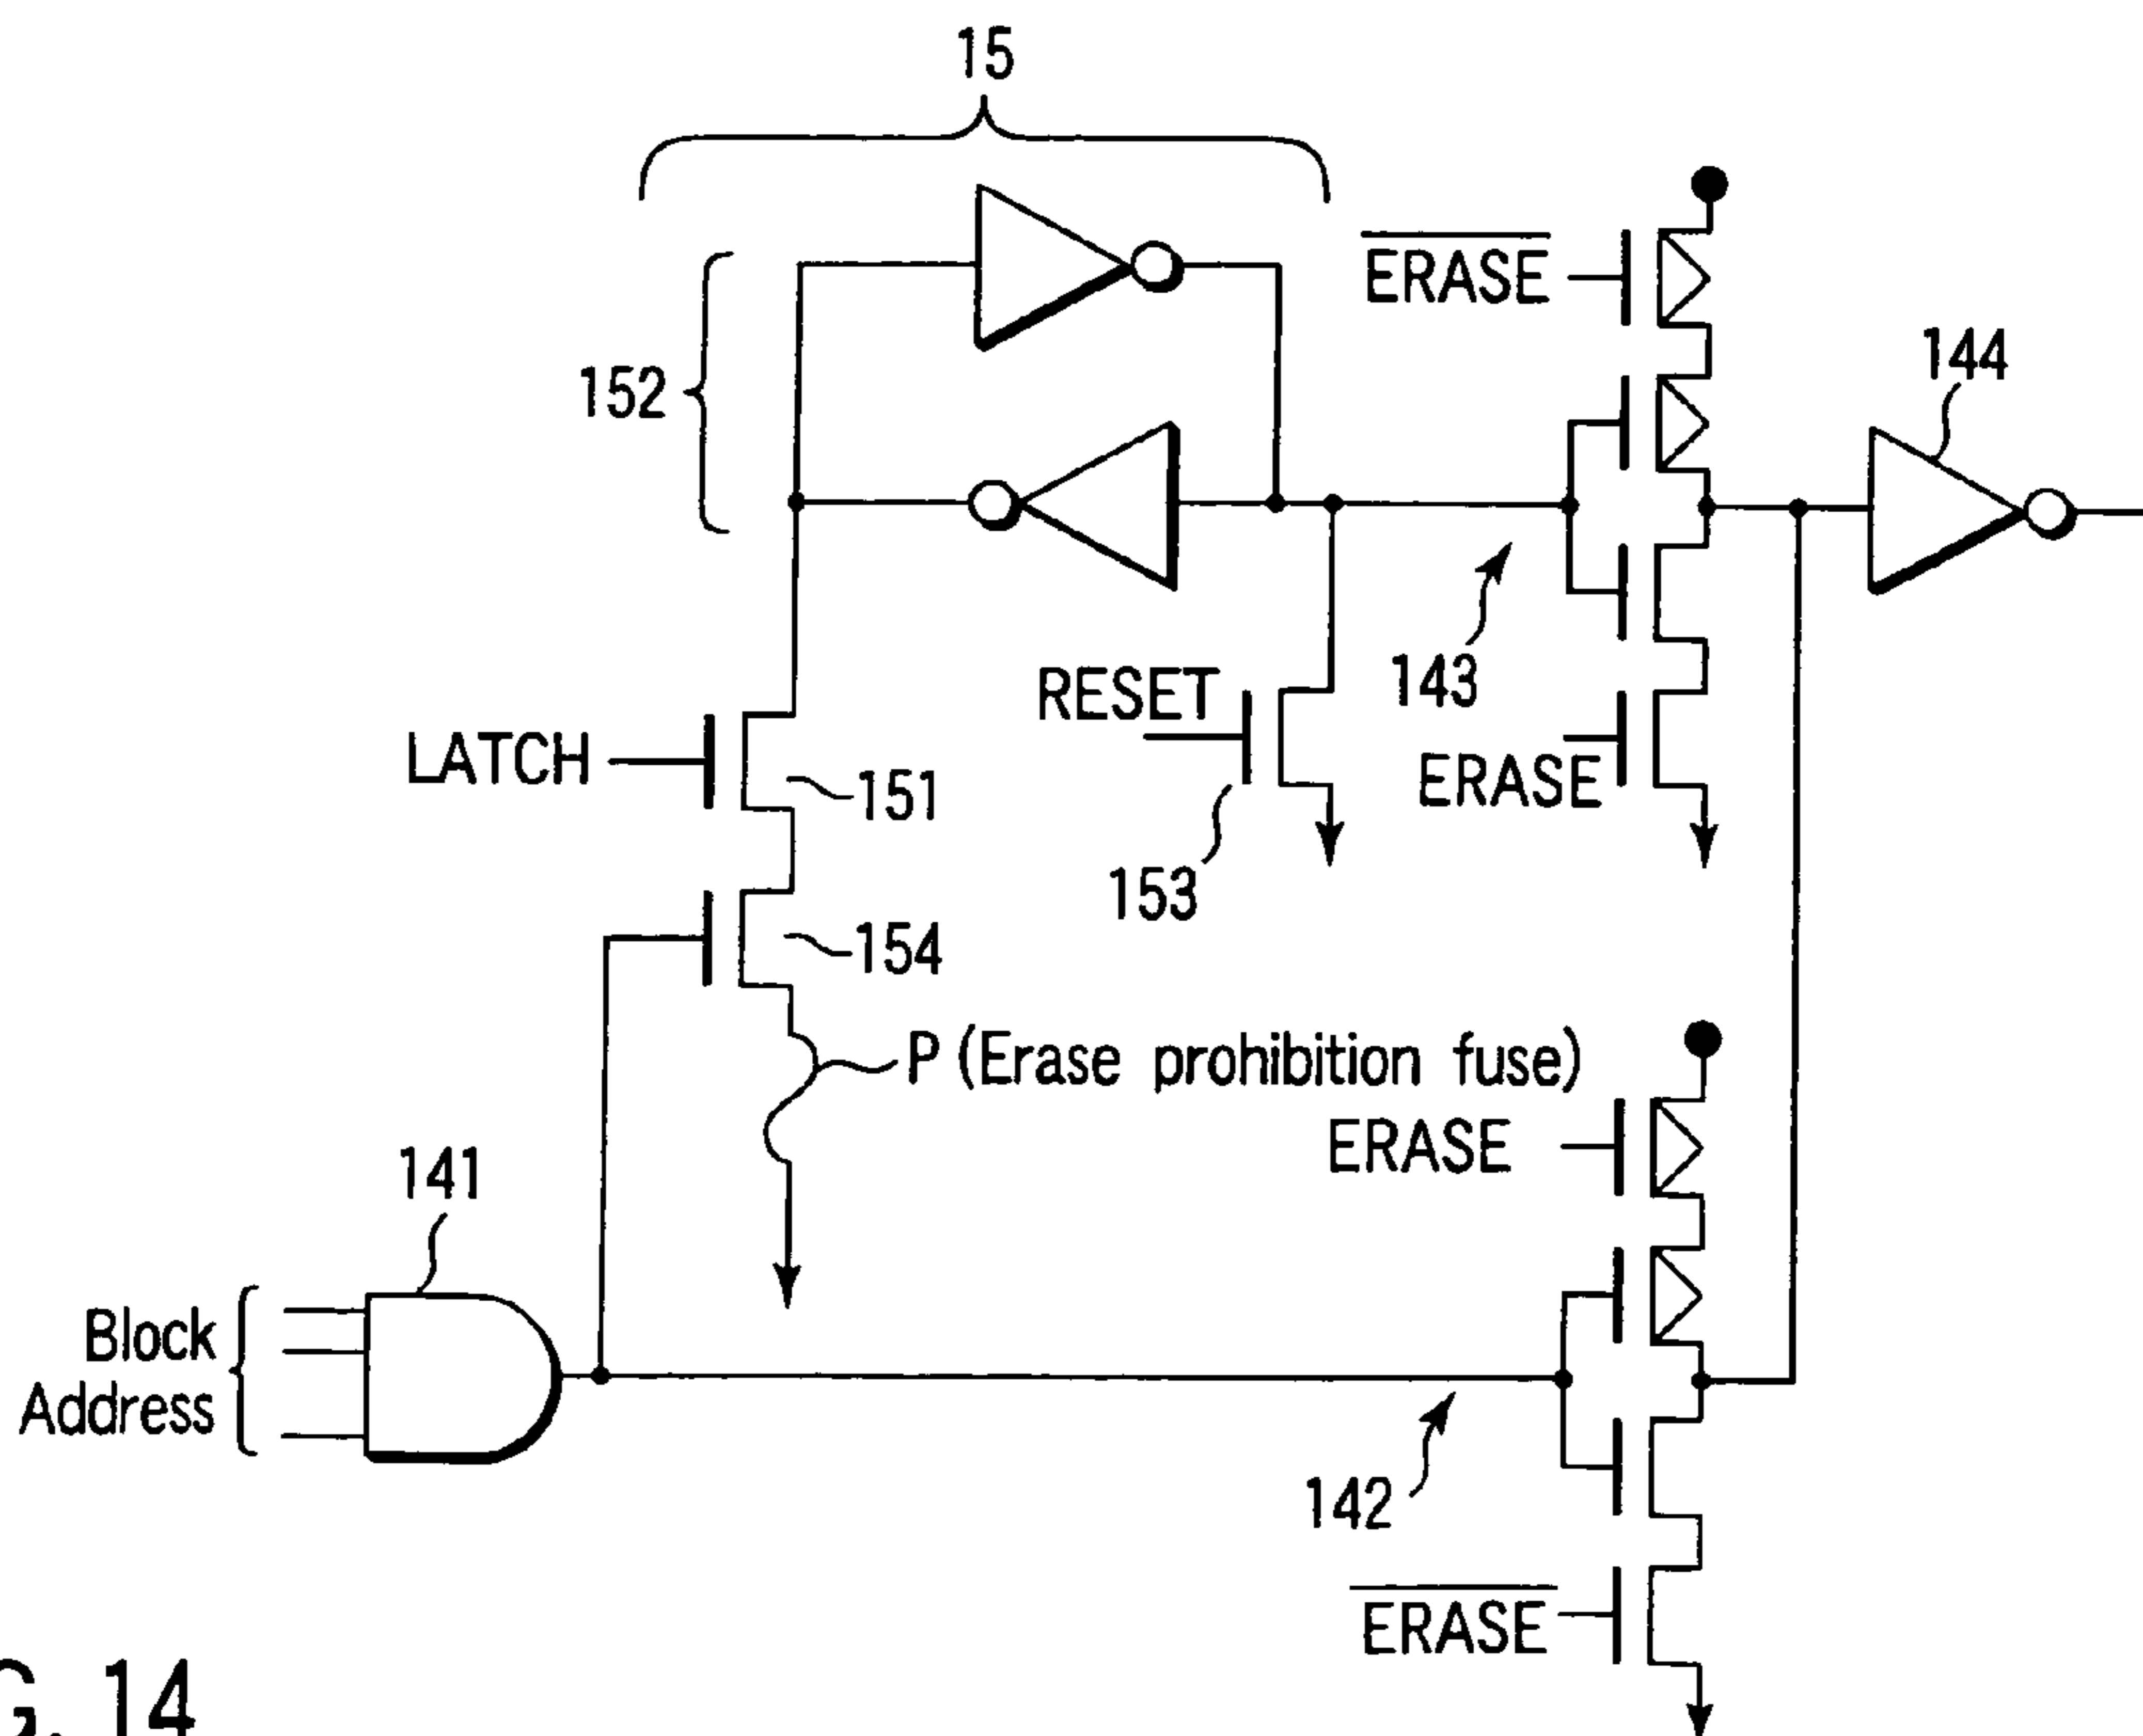 15
152
ERASE
144
LATCH
151
RESET
153
143
ERASE
154
P (Erase prohibition fuse)
ERASE
141
Block
Address
142
ERASE
G. 14